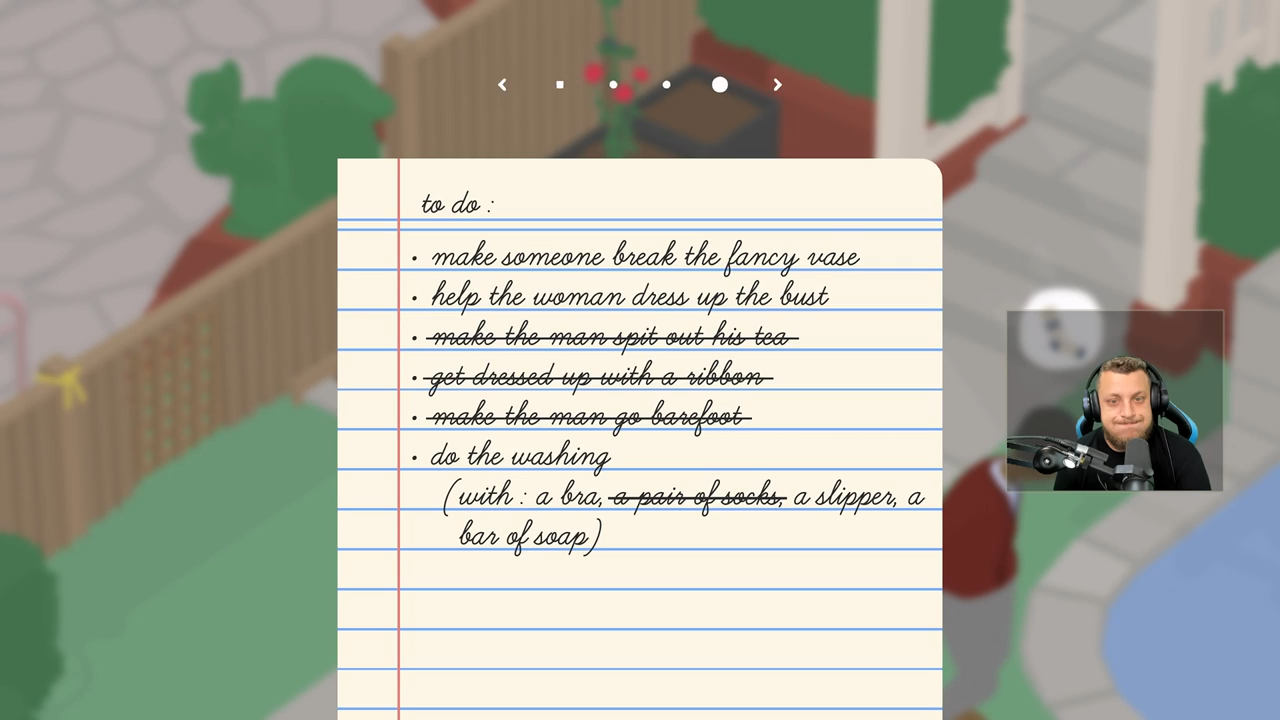 to do :
• make someone break the fancy vase
• help the woman dress up the bust
• make the man spit out his tea
• get dressed up with a ribbon
• make the man go barefoot
• do the washing
(with : a bra, a pair of socks, a slipper, a
bar of soap)